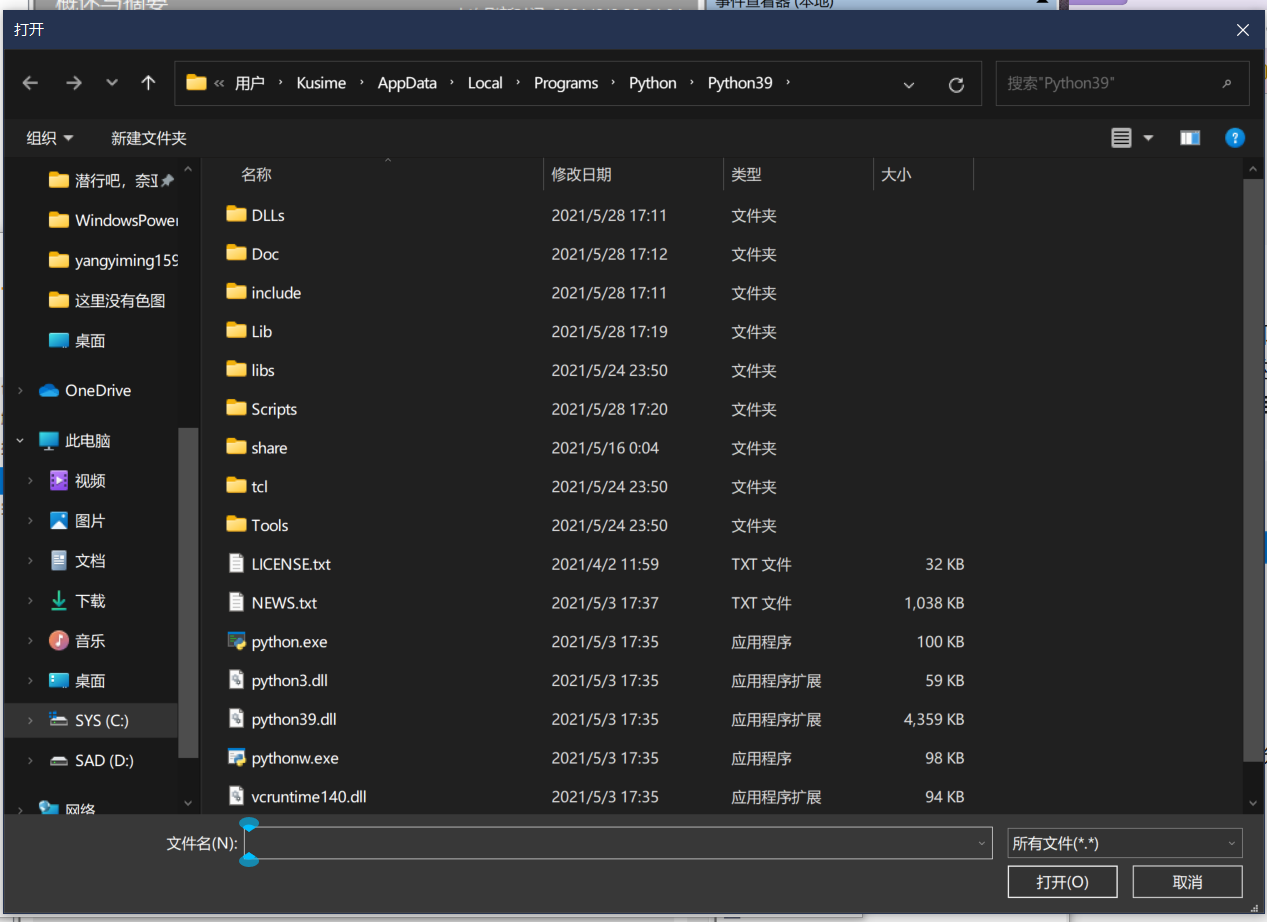 打开
« 用户 › Kusime › AppData › Local › Programs › Python › Python39 ›
搜索"Python39"
组织
新建文件夹
潜行吧，奈
WindowsPower
yangyiming159
这里没有色图
桌面
OneDrive
此电脑
视频
图片
文档
下载
音乐
桌面
SYS (C:)
SAD (D:)
网络
名称 修改日期 类型 大小
DLLs 2021/5/28 17:11 文件夹
Doc 2021/5/28 17:12 文件夹
include 2021/5/28 17:11 文件夹
Lib 2021/5/28 17:19 文件夹
libs 2021/5/24 23:50 文件夹
Scripts 2021/5/28 17:20 文件夹
share 2021/5/16 0:04 文件夹
tcl 2021/5/24 23:50 文件夹
Tools 2021/5/24 23:50 文件夹
LICENSE.txt 2021/4/2 11:59 TXT 文件 32 KB
NEWS.txt 2021/5/3 17:37 TXT 文件 1,038 KB
python.exe 2021/5/3 17:35 应用程序 100 KB
python3.dll 2021/5/3 17:35 应用程序扩展 59 KB
python39.dll 2021/5/3 17:35 应用程序扩展 4,359 KB
pythonw.exe 2021/5/3 17:35 应用程序 98 KB
vcruntime140.dll 2021/5/3 17:35 应用程序扩展 94 KB
文件名(N):
所有文件(*.*)
打开(O)
取消